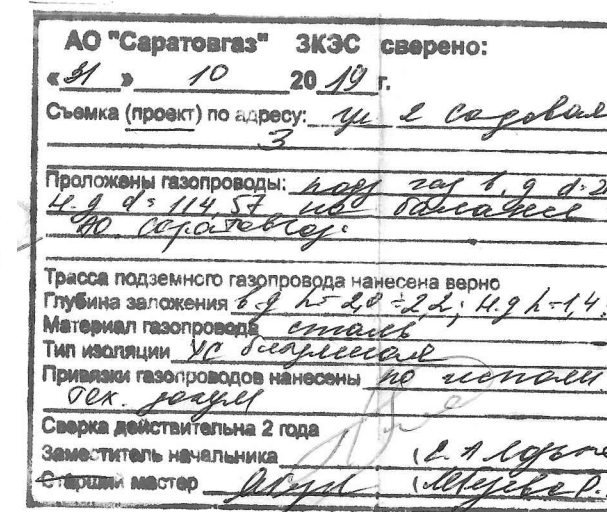 АО "Саратовгаз" ЗКЭС сверено:
«31» 10 2019 г.
Съемка (проект) по адресу: ул 2 Садовая
3
Проложены газопроводы: подз газ в.д d=2
н.д d=114,57 на балансе
АО Саратовгаз.
Трасса подземного газопровода нанесена верно
Глубина заложения в.д h=2,0÷2,2; н.д h=1,4
Материал газопровода сталь
Тип изоляции УС битумная
Привязки газопроводов нанесены по исполн
тех. докум
Сверка действительна 2 года
Заместитель начальника
Старший мастер